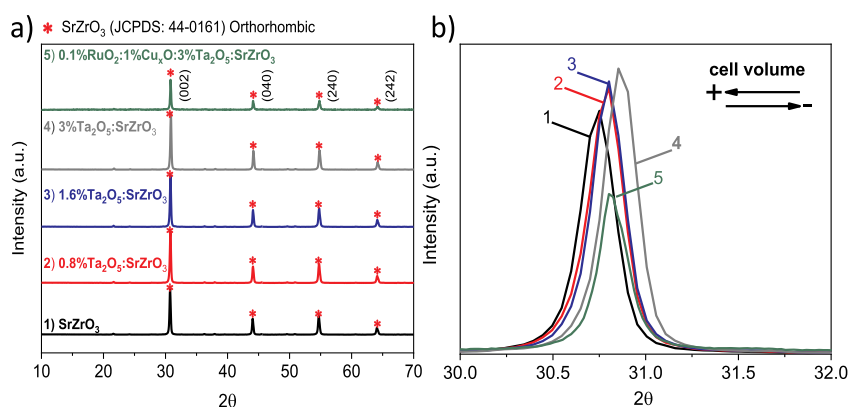 a)
* SrZrO₃ (JCPDS: 44-0161) Orthorhombic
5) 0.1%RuO₂:1%CuₓO:3%Ta₂O₅:SrZrO₃
(002)
(040)
(240)
(242)
4) 3%Ta₂O₅:SrZrO₃
3) 1.6%Ta₂O₅:SrZrO₃
2) 0.8%Ta₂O₅:SrZrO₃
1) SrZrO₃
Intensity (a.u.)
10 20 30 40 50 60 70
2θ
b)
cell volume
+
-
1
2
3
4
5
Intensity (a.u.)
30.0 30.5 31.0 31.5 32.0
2θ